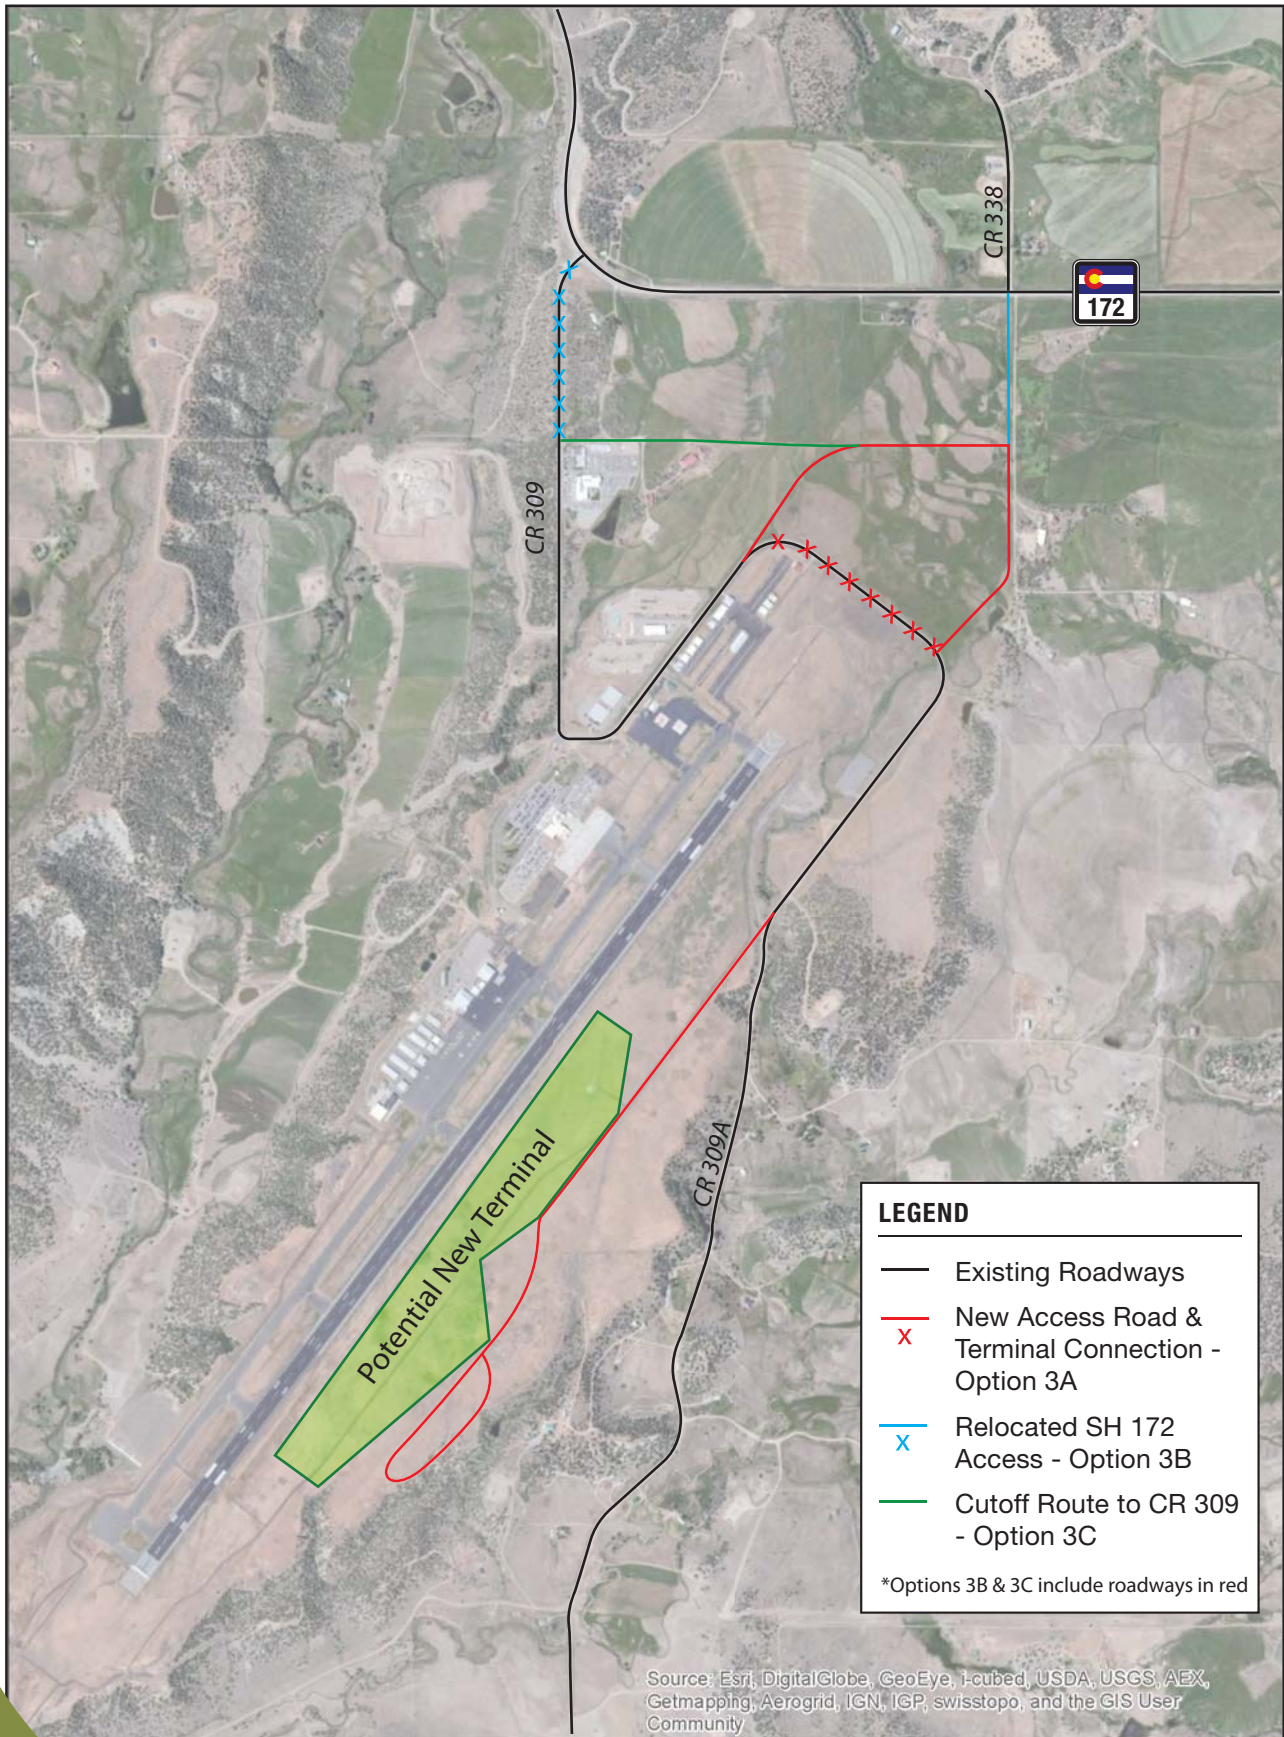 CR 338
172
CR 309
CR 309A
Potential New Terminal
LEGEND
Existing Roadways
New Access Road &
Terminal Connection -
Option 3A
X
Relocated SH 172
Access - Option 3B
X
Cutoff Route to CR 309
- Option 3C
*Options 3B & 3C include roadways in red
Source: Esri, DigitalGlobe, GeoEye, i-cubed, USDA, USGS, AEX,
Getmapping, Aerogrid, IGN, IGP, swisstopo, and the GIS User
Community